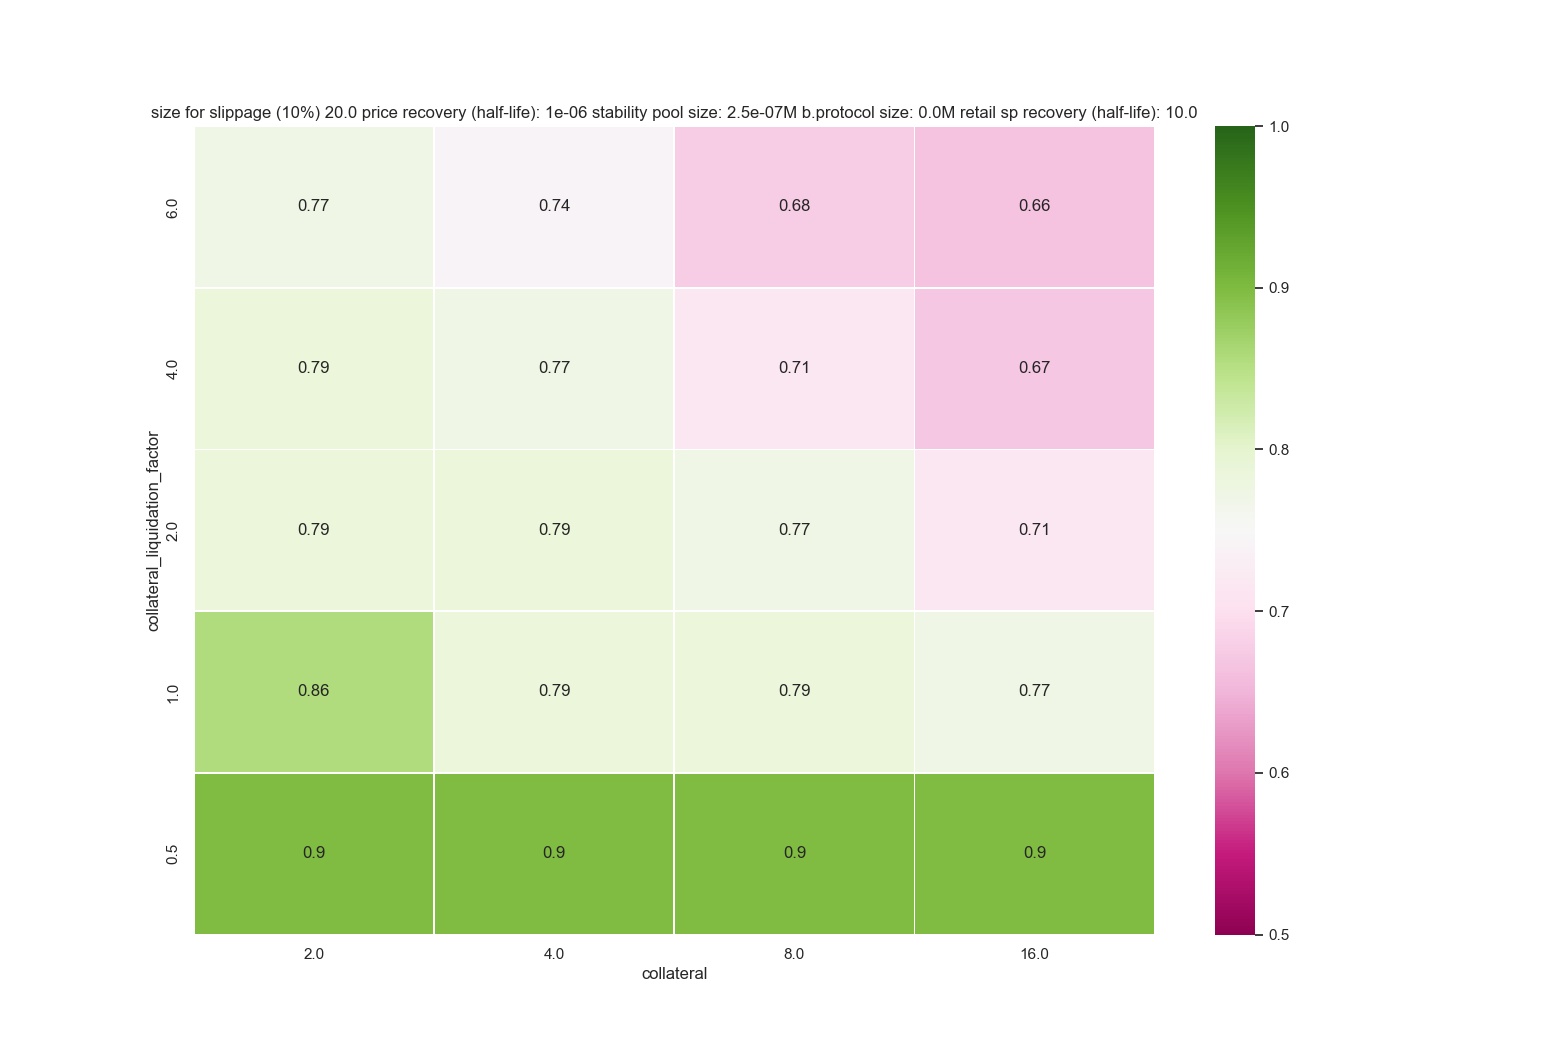 size for slippage (10%) 20.0 price recovery (half-life): 1e-06 stability pool size: 2.5e-07M b.protocol size: 0.0M retail sp recovery (half-life): 10.0
collateral_liquidation_factor
6.0 0.77 0.74 0.68 0.66
4.0 0.79 0.77 0.71 0.67
2.0 0.79 0.79 0.77 0.71
1.0 0.86 0.79 0.79 0.77
0.5 0.9 0.9 0.9 0.9
2.0 4.0 8.0 16.0
collateral
1.0
0.9
0.8
0.7
0.6
0.5